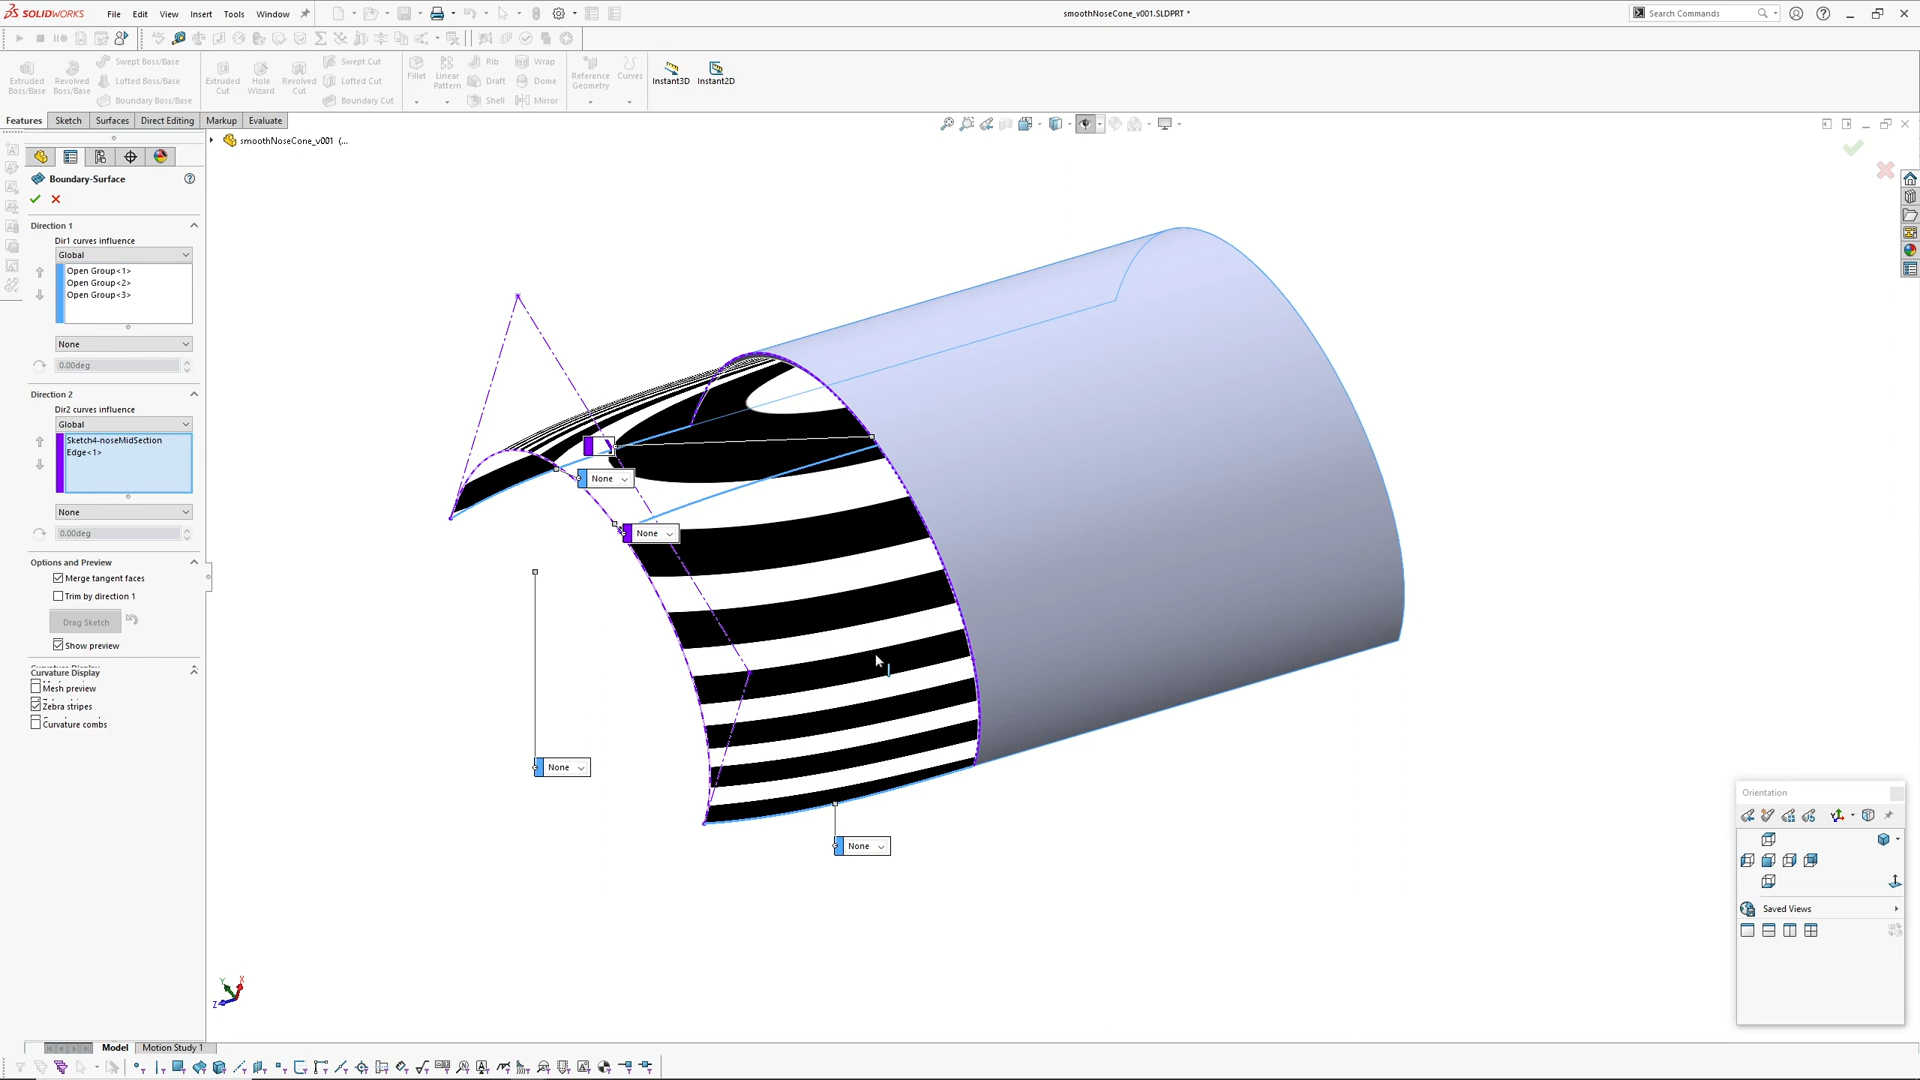 SOLIDWORKS File Edit View Insert Tools Window
smoothNoseCone_v001.SLDPRT *
Search Commands
Extruded Boss/Base
Revolved Boss/Base
Swept Boss/Base
Lofted Boss/Base
Boundary Boss/Base
Extruded Cut
Hole Wizard
Revolved Cut
Swept Cut
Lofted Cut
Boundary Cut
Fillet
Linear Pattern
Rib
Draft
Shell
Wrap
Dome
Mirror
Reference Geometry
Curves
Instant3D
Instant2D
Features Sketch Surfaces Direct Editing Markup Evaluate
smoothNoseCone_v001 (...
Boundary-Surface
Direction 1
Dir1 curves influence
Global
Open Group<1>
Open Group<2>
Open Group<3>
None
0.00deg
Direction 2
Dir2 curves influence
Global
Sketch4-noseMidSection
Edge<1>
None
0.00deg
Options and Preview
Merge tangent faces
Trim by direction 1
Drag Sketch
Show preview
Curvature Display
Mesh preview
Zebra stripes
Curvature combs
None
None
None
None
Orientation
Saved Views
Y
X
Z
Model Motion Study 1